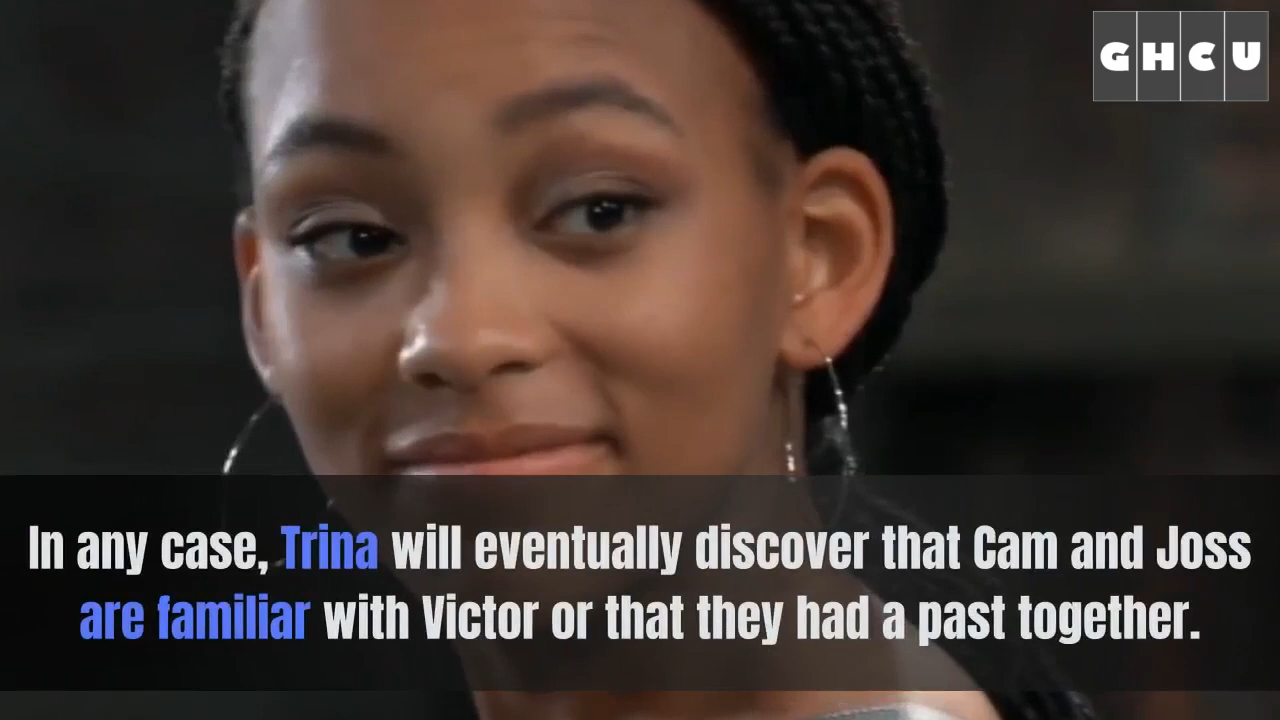 GHCU
In any case, Trina will eventually discover that Cam and Joss
are familiar with Victor or that they had a past together.